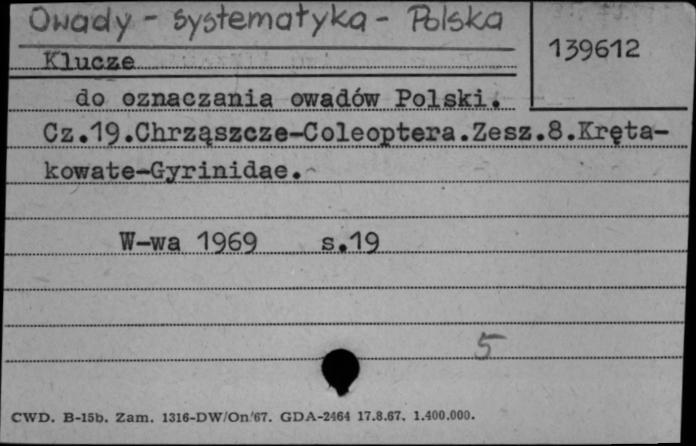 Owady - systematyka - Polska
139612
Klucze
do oznaczania owadów Polski.
Cz.19.Chrząszcze-Coleoptera.Zesz.8.Kręta-
kowate-Gyrinidae.
W-wa 1969 s.19
5
CWD. B-15b. Zam. 1316-DW/On/67. GDA-2464 17.8.67. 1.400.000.